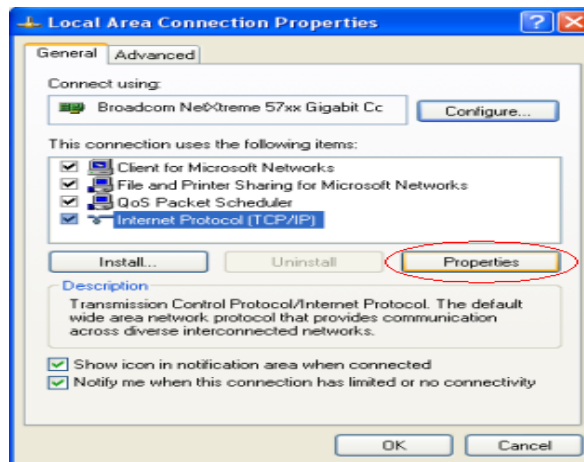 Local Area Connection Properties
General Advanced
Connect using:
Broadcom NetXtreme 57xx Gigabit Cc
Configure...
This connection uses the following items:
Client for Microsoft Networks
File and Printer Sharing for Microsoft Networks
QoS Packet Scheduler
Internet Protocol (TCP/IP)
Install... Uninstall Properties
Description
Transmission Control Protocol/Internet Protocol. The default
wide area network protocol that provides communication
across diverse interconnected networks.
Show icon in notification area when connected
Notify me when this connection has limited or no connectivity
OK Cancel